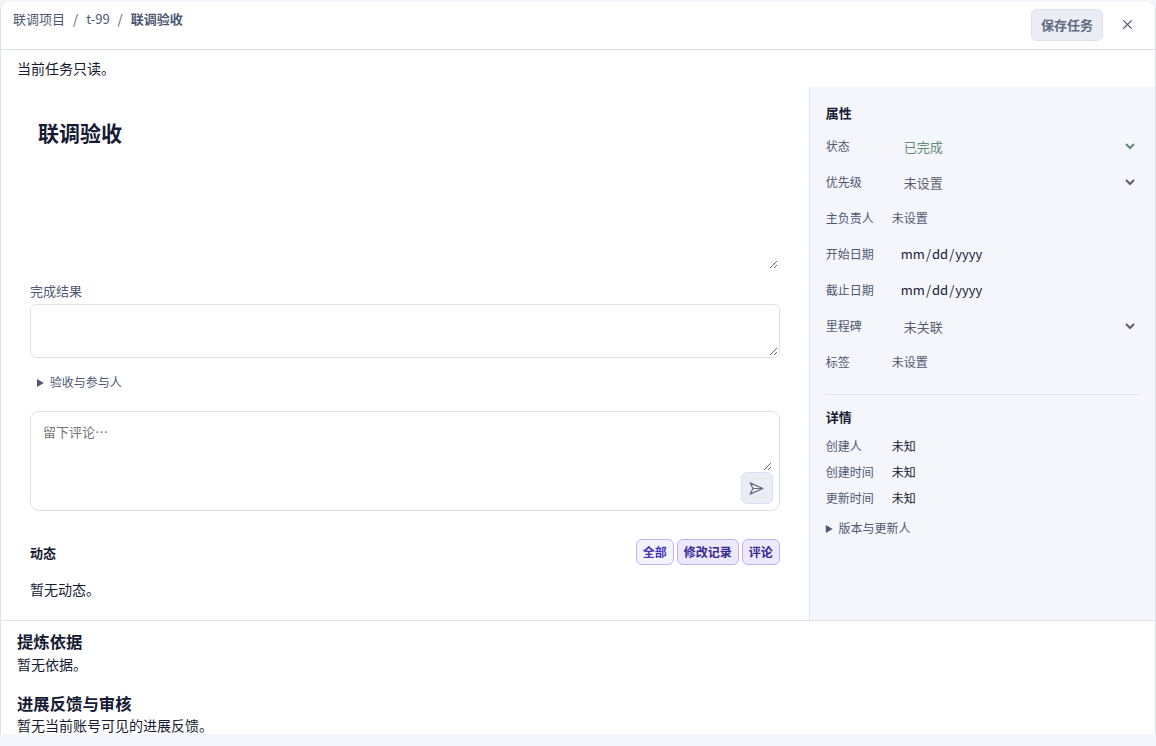 联调项目 / t-99 / 联调验收
保存任务 ×
当前任务只读。
联调验收
完成结果
▶ 验收与参与人
留下评论…
动态
全部 修改记录 评论
暂无动态。
属性
状态 已完成
优先级 未设置
主负责人 未设置
开始日期 mm/dd/yyyy
截止日期 mm/dd/yyyy
里程碑 未关联
标签 未设置
详情
创建人 未知
创建时间 未知
更新时间 未知
▶ 版本与更新人
提炼依据
暂无依据。
进展反馈与审核
暂无当前账号可见的进展反馈。